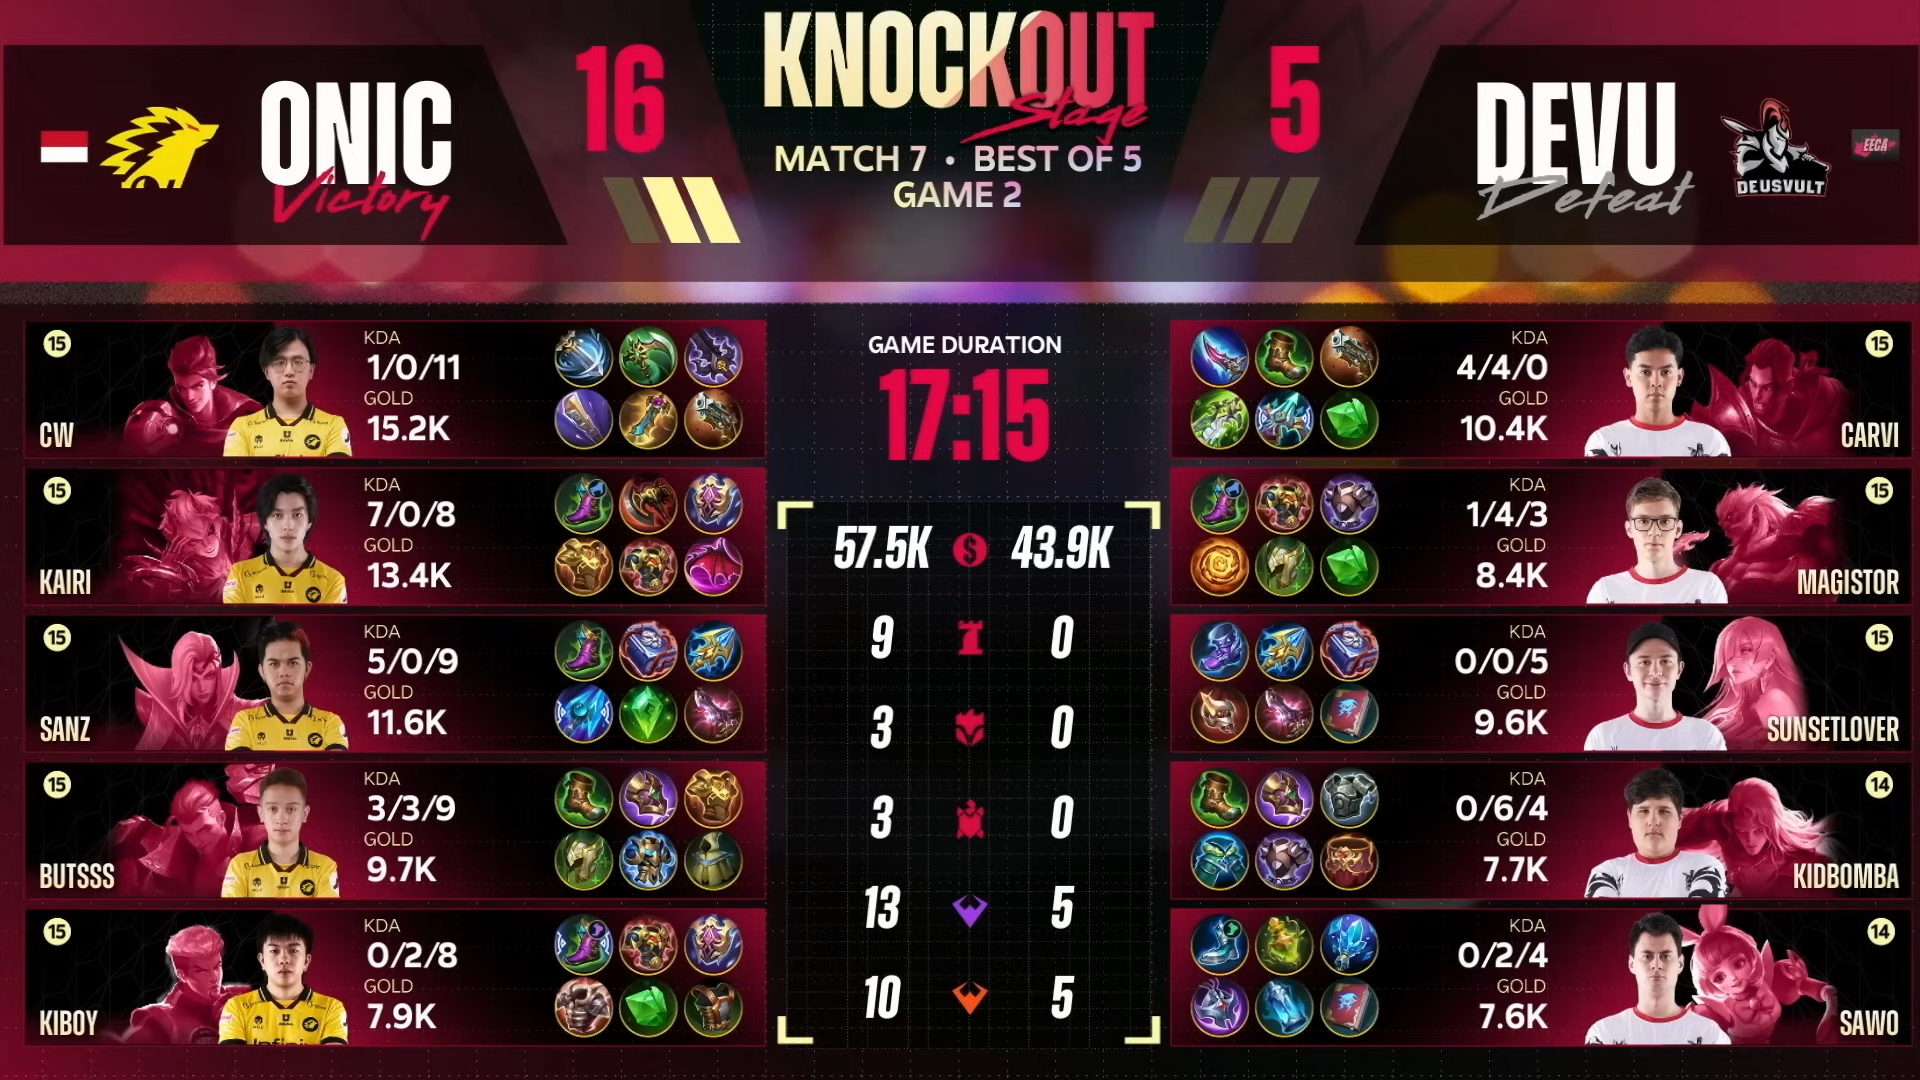 KNOCKOUT
Stage
MATCH 7 • BEST OF 5
GAME 2
ONIC
Victory
16
5
DEVU
Defeat
DEUSVULT
EECA
GAME DURATION
17:15
57.5K 43.9K
9 0
3 0
3 0
13 5
10 5
15
CW
KDA
1/0/11
GOLD
15.2K
15
KAIRI
KDA
7/0/8
GOLD
13.4K
15
SANZ
KDA
5/0/9
GOLD
11.6K
15
BUTSSS
KDA
3/3/9
GOLD
9.7K
15
KIBOY
KDA
0/2/8
GOLD
7.9K
KDA
4/4/0
GOLD
10.4K
15
CARVI
KDA
1/4/3
GOLD
8.4K
15
MAGISTOR
KDA
0/0/5
GOLD
9.6K
15
SUNSETLOVER
KDA
0/6/4
GOLD
7.7K
14
KIDBOMBA
KDA
0/2/4
GOLD
7.6K
14
SAWO